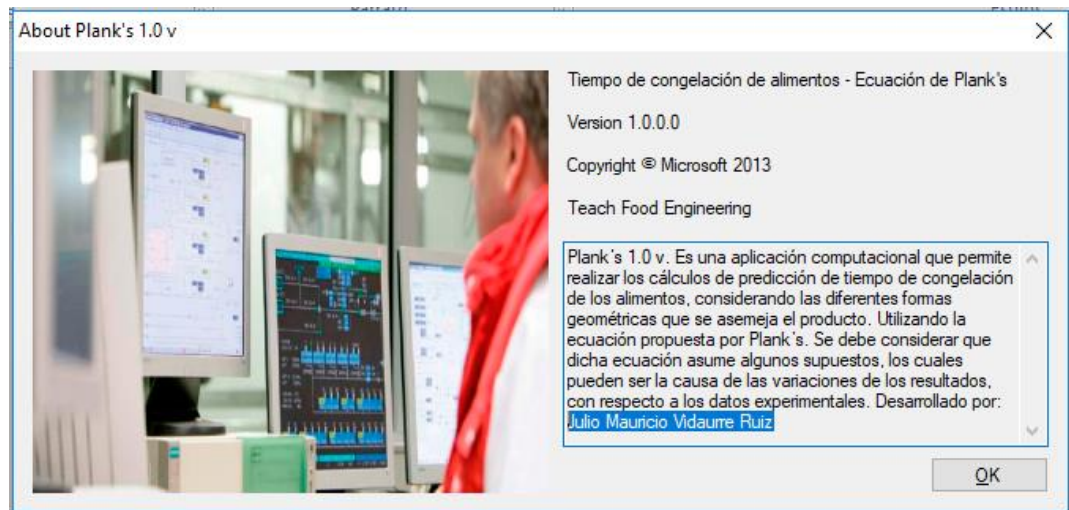 About Plank's 1.0 v
Tiempo de congelación de alimentos - Ecuación de Plank's
Version 1.0.0.0
Copyright © Microsoft 2013
Teach Food Engineering
Plank's 1.0 v. Es una aplicación computacional que permite
realizar los cálculos de predicción de tiempo de congelación
de los alimentos, considerando las diferentes formas
geométricas que se asemeja el producto. Utilizando la
ecuación propuesta por Plank's. Se debe considerar que
dicha ecuación asume algunos supuestos, los cuales
pueden ser la causa de las variaciones de los resultados,
con respecto a los datos experimentales. Desarrollado por:
Julio Mauricio Vidaurre Ruiz
OK